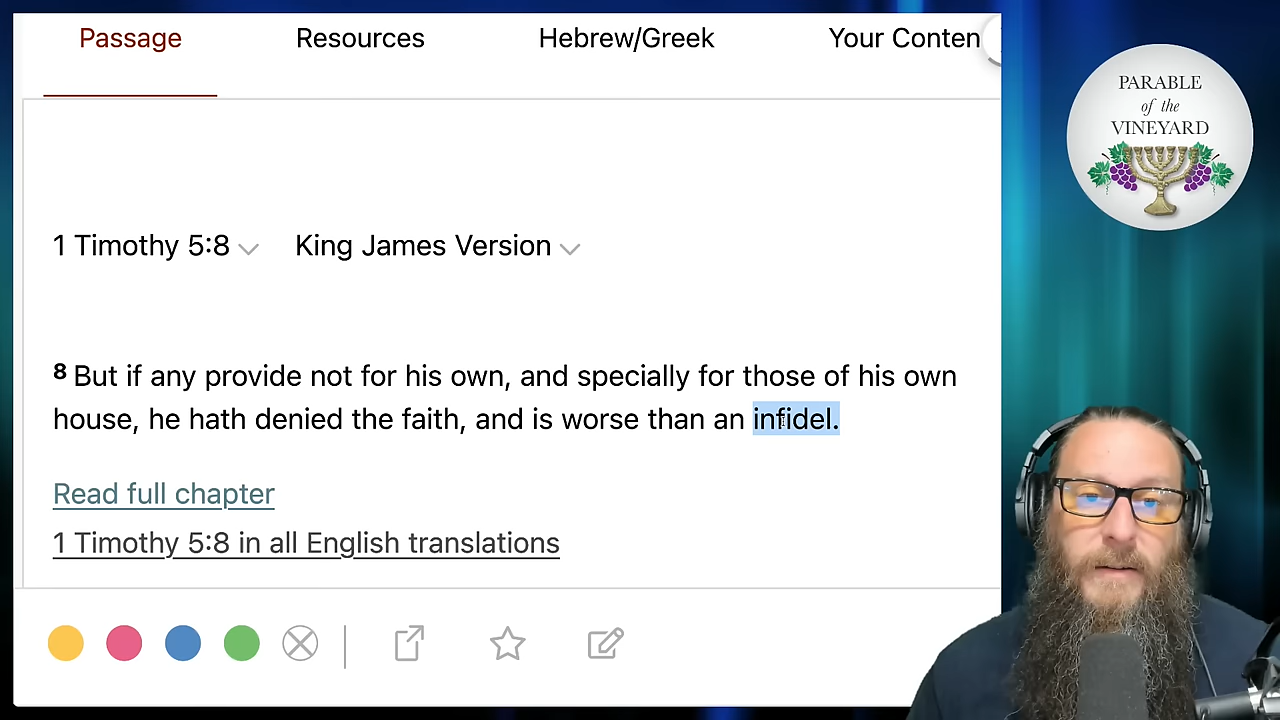 Passage Resources Hebrew/Greek Your Conten
PARABLE
of the
VINEYARD
1 Timothy 5:8 King James Version
8 But if any provide not for his own, and specially for those of his own
house, he hath denied the faith, and is worse than an infidel.
Read full chapter
1 Timothy 5:8 in all English translations